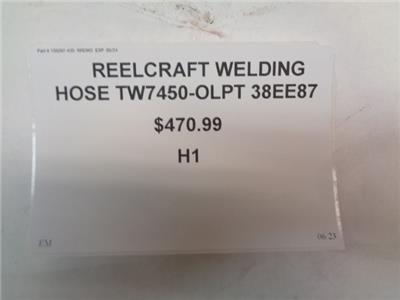 REELCRAFT WELDING
HOSE TW7450-OLPT 38EE87
$470.99
H1
EM
06 23